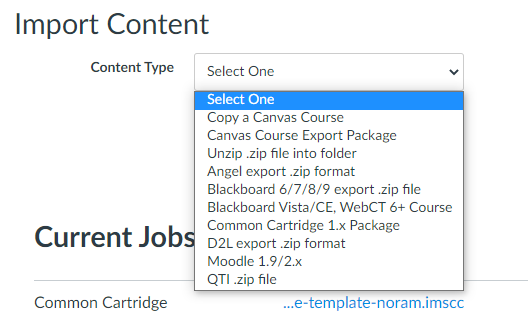 Import Content
Content Type
Select One
Select One
Copy a Canvas Course
Canvas Course Export Package
Unzip .zip file into folder
Angel export .zip format
Blackboard 6/7/8/9 export .zip file
Blackboard Vista/CE, WebCT 6+ Course
Common Cartridge 1.x Package
D2L export .zip format
Moodle 1.9/2.x
QTI .zip file
Current Jobs
Common Cartridge
...e-template-noram.imscc